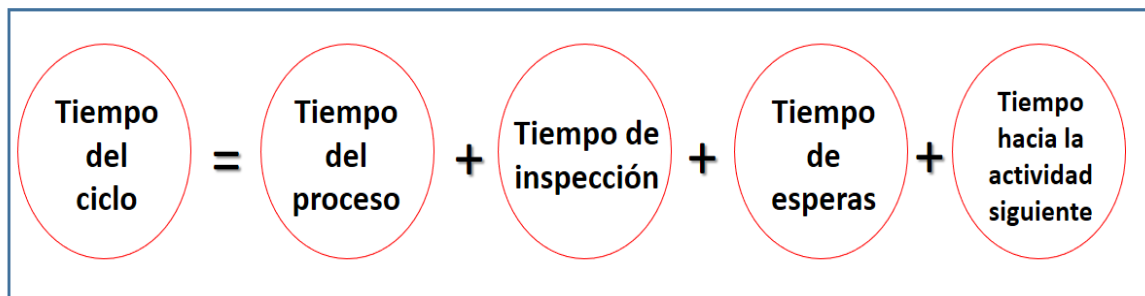 Tiempo
del
ciclo
=
Tiempo
del
proceso
+
Tiempo de
inspección
+
Tiempo
de
esperas
+
Tiempo
hacia la
actividad
siguiente